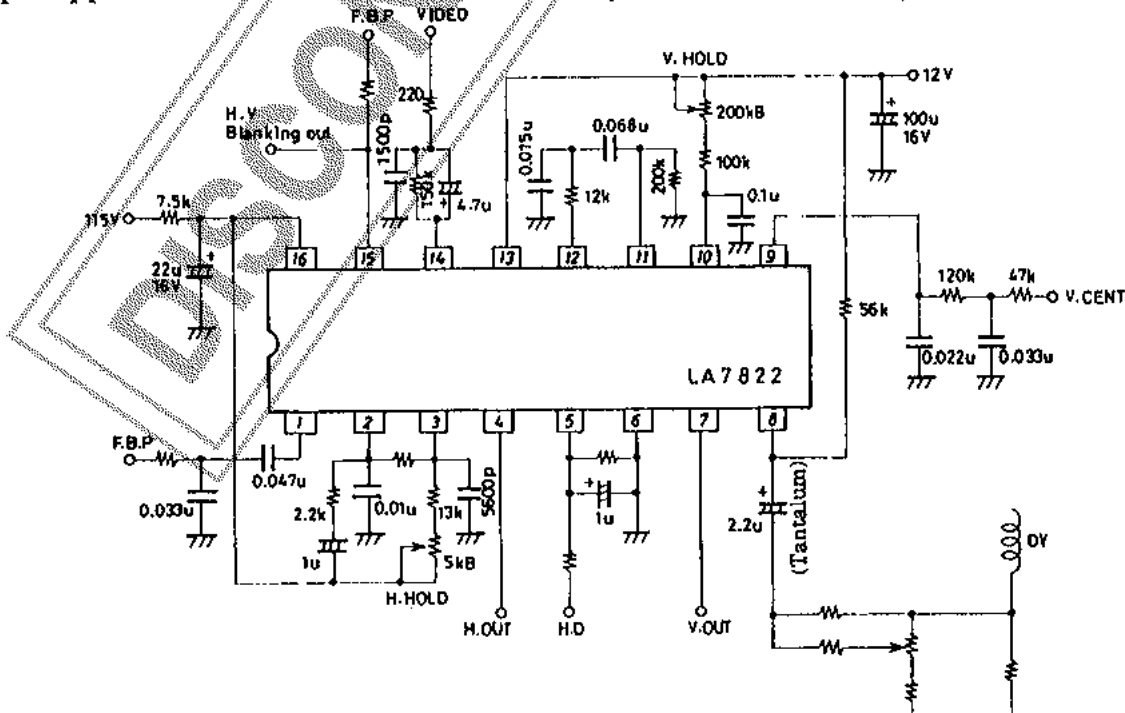 F.B.P VIDEO
V. HOLD
12V
220
200kB
100u
16V
H.V
Blanking out
1500p
150k
4.7u
0.015u
0.068u
12k
200k
100k
0.1u
115V
7.5k
22u
16V
16 15 14 13 12 11 10 9
56k
120k 47k
V.CENT
0.022u 0.033u
LA7822
1 2 3 4 5 6 7 8
F.B.P
0.047u
0.033u
2.2k
0.01u
13k
5600p
1u
5kB
H.HOLD
1u
2.2u
(Tantalum)
DY
H.OUT H.D V.OUT